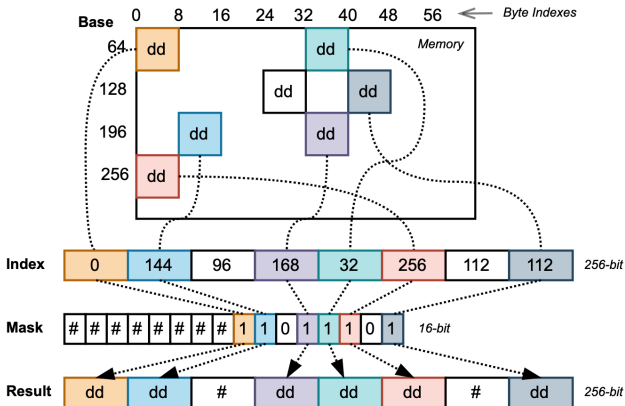 0 8 16 24 32 40 48 56 Byte Indexes
Base
64 dd dd Memory
128 dd dd
196 dd dd
256 dd
Index 0 144 96 168 32 256 112 112 256-bit
Mask # # # # # # # # 1 1 0 1 1 1 0 1 16-bit
Result dd dd # dd dd dd # dd 256-bit